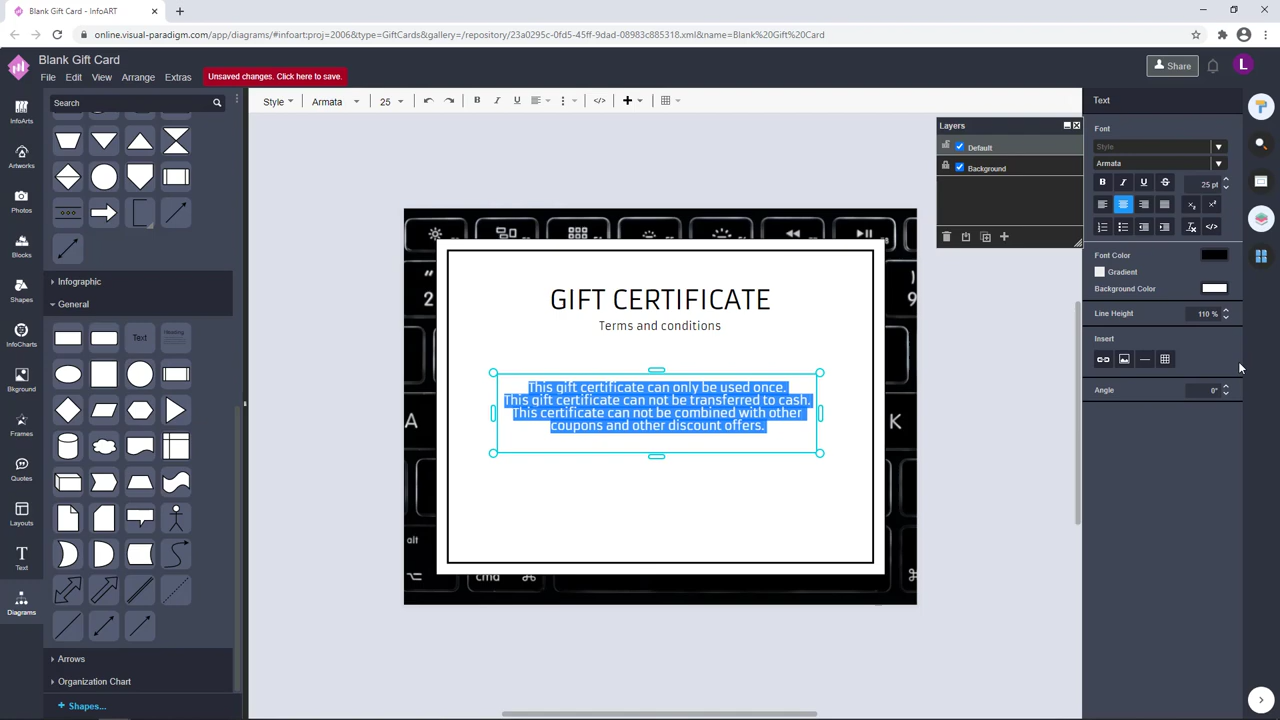 Blank Gift Card - InfoART
online.visual-paradigm.com/app/diagrams/#infoart:proj=2006&type=GiftCards&gallery=/repository/23a0295c-0fd5-45ff-9dad-08983c885318.xml&name=Blank%20Gift%20Card
Blank Gift Card
File Edit View Arrange Extras
Unsaved changes. Click here to save.
Share
L
Search
Style Armata 25
Text
InfoArts
Artworks
Photos
Blocks
Shapes
InfoCharts
Bkground
Frames
Quotes
Layouts
Text
Diagrams
Infographic
General
Text
Heading
Arrows
Organization Chart
+ Shapes...
Layers
Default
Background
GIFT CERTIFICATE
Terms and conditions
This gift certificate can only be used once.
This gift certificate can not be transferred to cash.
This certificate can not be combined with other
coupons and other discount offers.
2
9
A
K
alt
cmd
Font
Style
Armata
B I U S 25 pt
Font Color
Gradient
Background Color
Line Height 110 %
Insert
Angle 0°